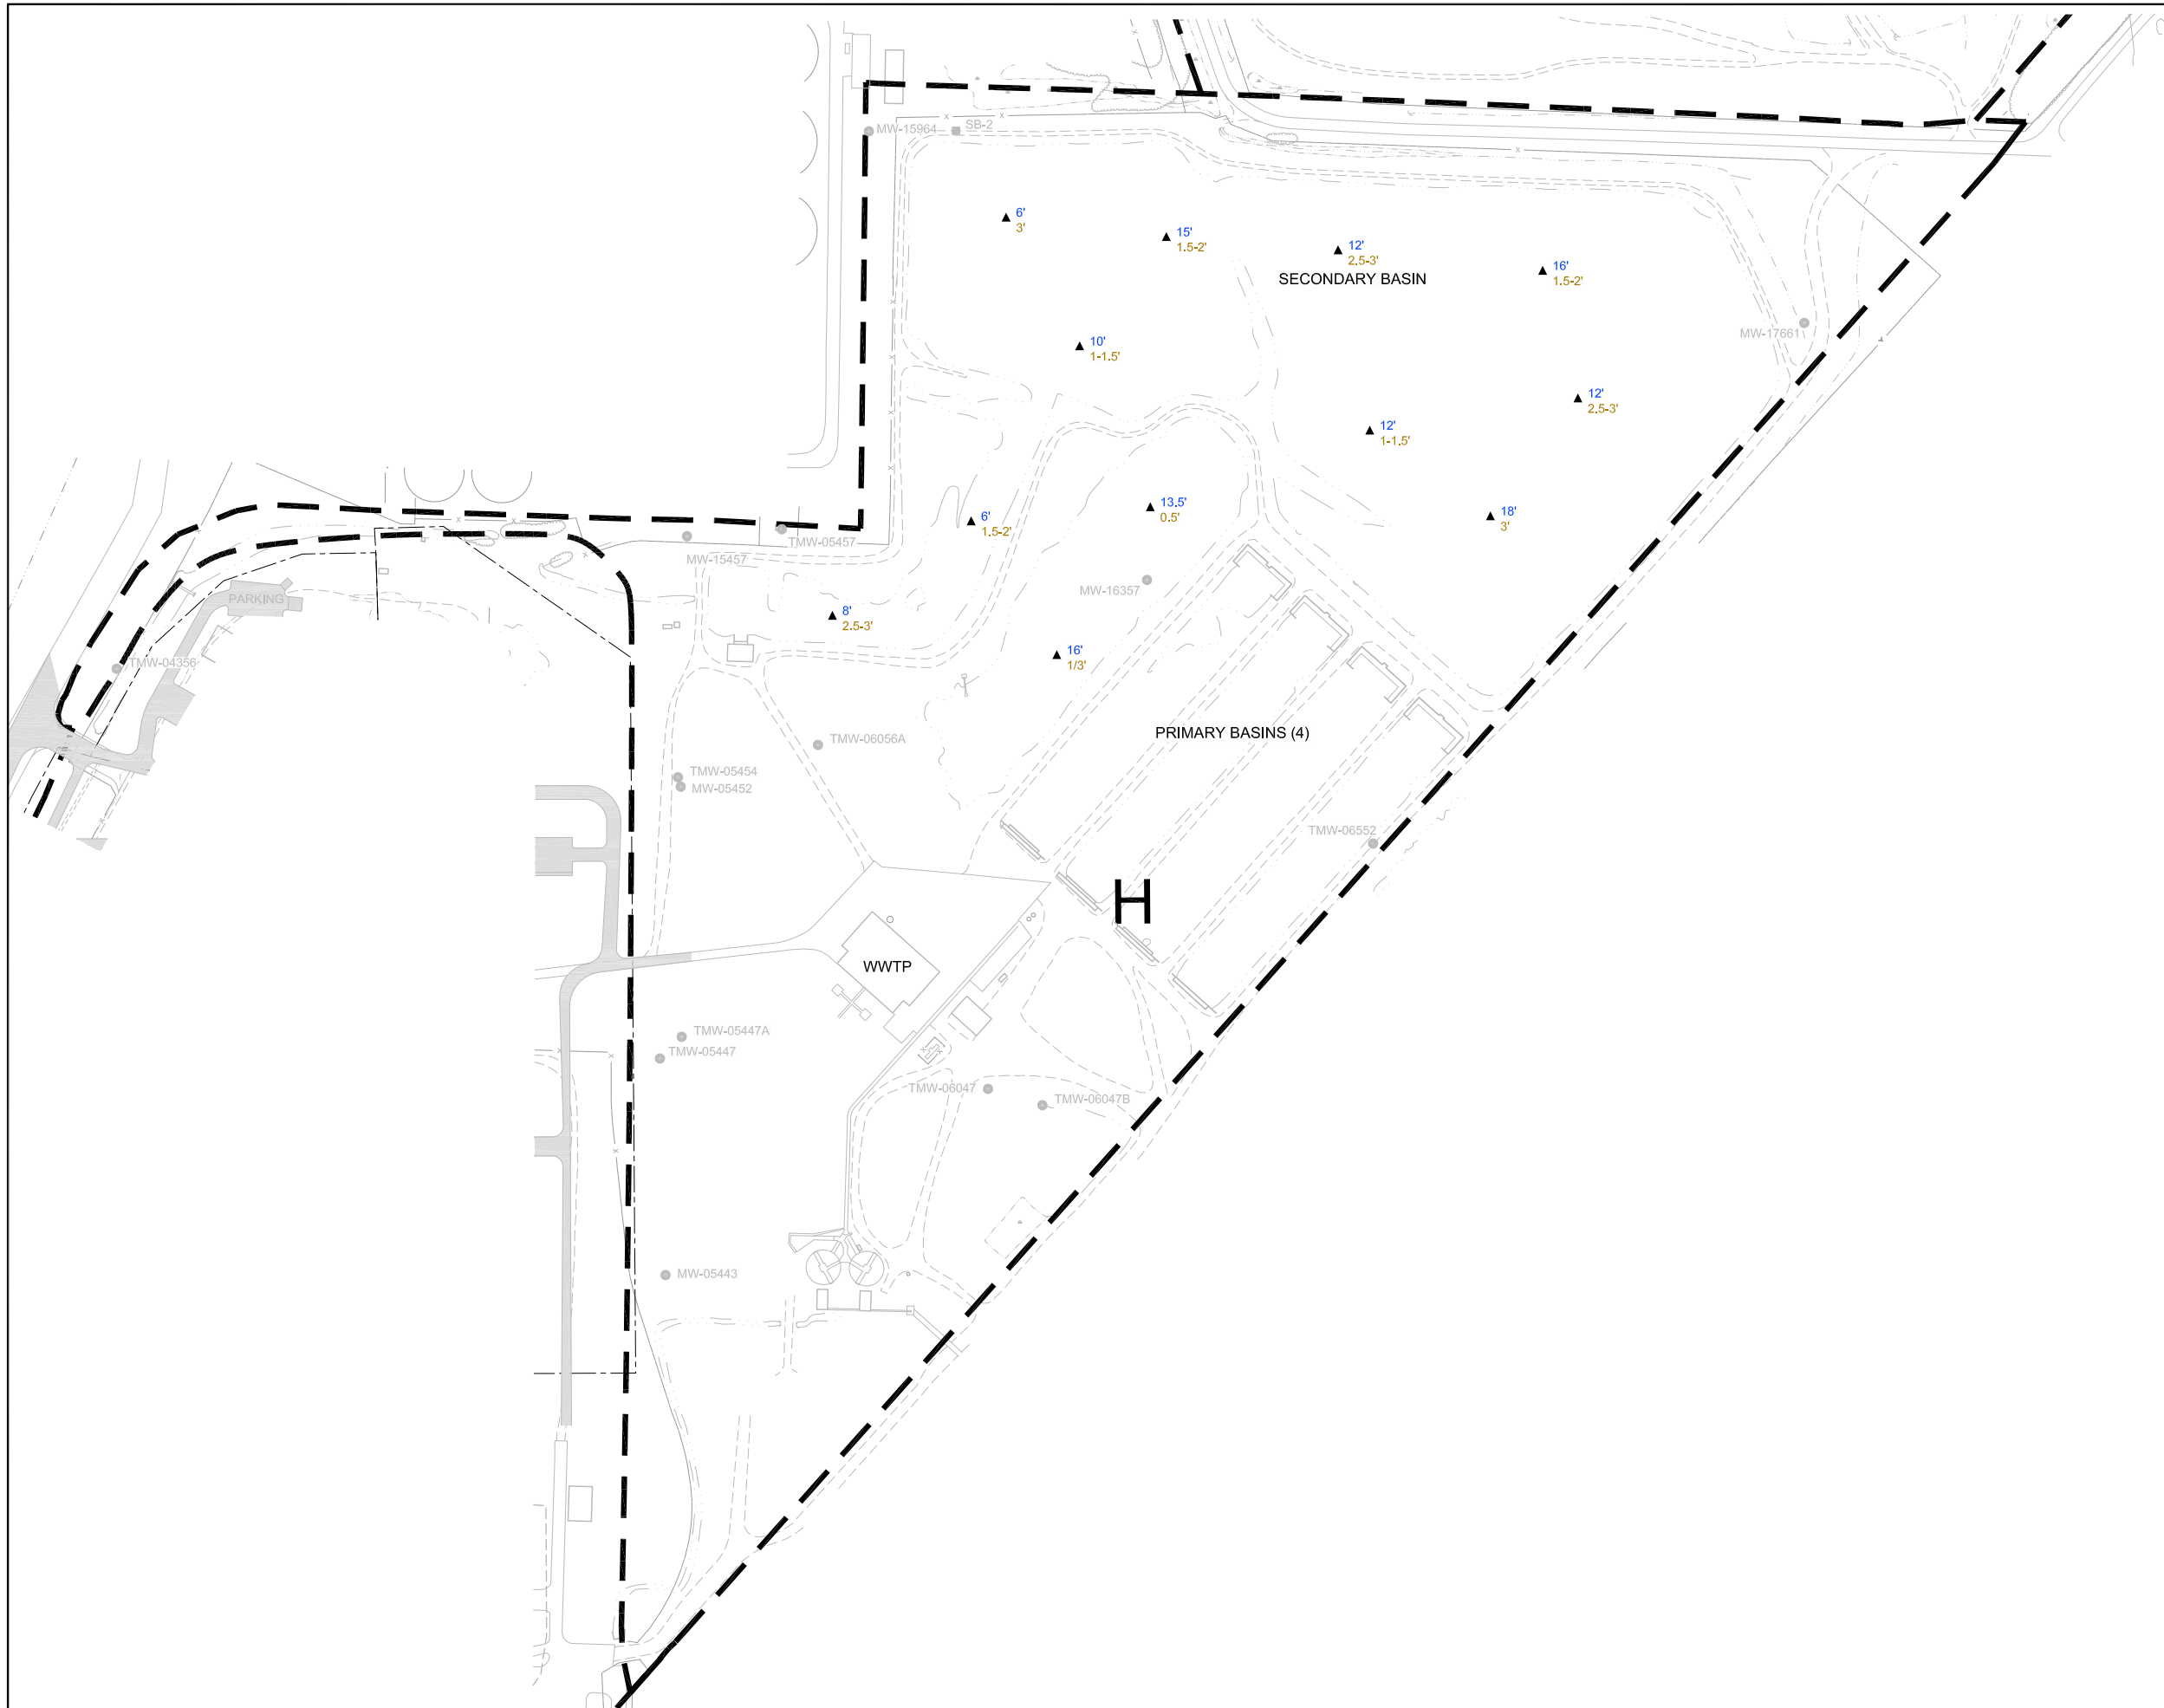 MW-15964
SB-2
6'
3'
15'
1.5-2'
12'
2.5-3'
SECONDARY BASIN
16'
1.5-2'
MW-17661
10'
1-1.5'
12'
2.5-3'
12'
1-1.5'
13.5'
0.5'
18'
3'
6'
1.5-2'
TMW-05457
MW-15457
MW-16357
PARKING
8'
2.5-3'
TMW-04356
16'
1/3'
PRIMARY BASINS (4)
TMW-06056A
TMW-05454
MW-05452
TMW-06552
H
WWTP
TMW-05447A
TMW-05447
TMW-06047
TMW-06047B
MW-05443